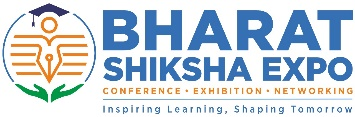 BHARAT
SHIKSHA EXPO
CONFERENCE • EXHIBITION • NETWORKING
Inspiring Learning, Shaping Tomorrow